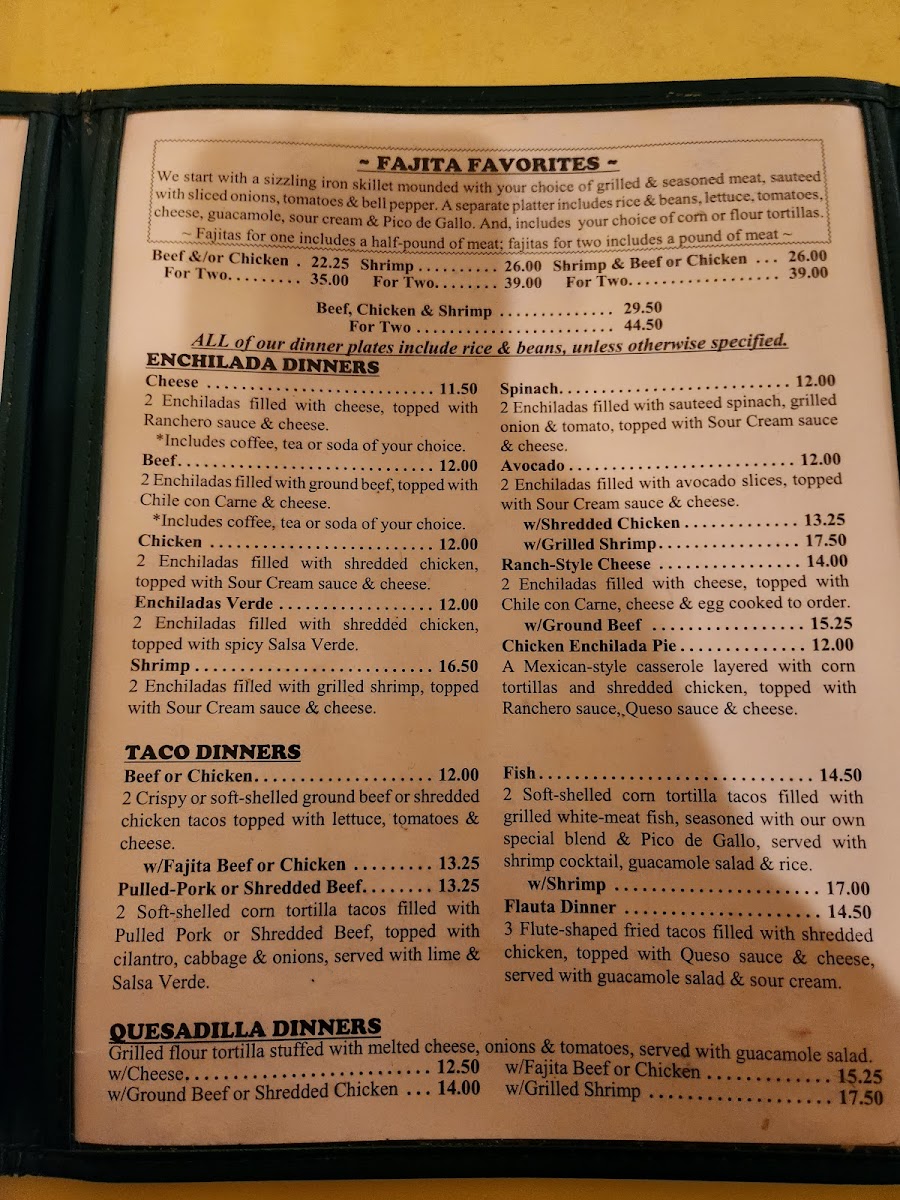 ~ FAJITA FAVORITES ~
We start with a sizzling iron skillet mounded with your choice of grilled & seasoned meat, sauteed
with sliced onions, tomatoes & bell pepper. A separate platter includes rice & beans, lettuce, tomatoes,
cheese, guacamole, sour cream & Pico de Gallo. And, includes your choice of corn or flour tortillas.
~ Fajitas for one includes a half-pound of meat; fajitas for two includes a pound of meat ~
Beef &/or Chicken . 22.25 Shrimp .......... 26.00 Shrimp & Beef or Chicken ... 26.00
For Two......... 35.00 For Two........ 39.00 For Two.................. 39.00
Beef, Chicken & Shrimp .............. 29.50
For Two ........................ 44.50
ALL of our dinner plates include rice & beans, unless otherwise specified.
ENCHILADA DINNERS
Cheese ............................ 11.50
2 Enchiladas filled with cheese, topped with
Ranchero sauce & cheese.
*Includes coffee, tea or soda of your choice.
Beef............................... 12.00
2 Enchiladas filled with ground beef, topped with
Chile con Carne & cheese.
*Includes coffee, tea or soda of your choice.
Chicken ........................... 12.00
2 Enchiladas filled with shredded chicken,
topped with Sour Cream sauce & cheese.
Enchiladas Verde ................... 12.00
2 Enchiladas filled with shredded chicken,
topped with spicy Salsa Verde.
Shrimp............................. 16.50
2 Enchiladas filled with grilled shrimp, topped
with Sour Cream sauce & cheese.
Spinach............................ 12.00
2 Enchiladas filled with sauteed spinach, grilled
onion & tomato, topped with Sour Cream sauce
& cheese.
Avocado............................ 12.00
2 Enchiladas filled with avocado slices, topped
with Sour Cream sauce & cheese.
w/Shredded Chicken.............. 13.25
w/Grilled Shrimp................. 17.50
Ranch-Style Cheese ................. 14.00
2 Enchiladas filled with cheese, topped with
Chile con Carne, cheese & egg cooked to order.
w/Ground Beef .................. 15.25
Chicken Enchilada Pie............... 12.00
A Mexican-style casserole layered with corn
tortillas and shredded chicken, topped with
Ranchero sauce, Queso sauce & cheese.
TACO DINNERS
Beef or Chicken..................... 12.00
2 Crispy or soft-shelled ground beef or shredded
chicken tacos topped with lettuce, tomatoes &
cheese.
w/Fajita Beef or Chicken ......... 13.25
Pulled-Pork or Shredded Beef........ 13.25
2 Soft-shelled corn tortilla tacos filled with
Pulled Pork or Shredded Beef, topped with
cilantro, cabbage & onions, served with lime &
Salsa Verde.
Fish............................... 14.50
2 Soft-shelled corn tortilla tacos filled with
grilled white-meat fish, seasoned with our own
special blend & Pico de Gallo, served with
shrimp cocktail, guacamole salad & rice.
w/Shrimp ....................... 17.00
Flauta Dinner ...................... 14.50
3 Flute-shaped fried tacos filled with shredded
chicken, topped with Queso sauce & cheese,
served with guacamole salad & sour cream.
QUESADILLA DINNERS
Grilled flour tortilla stuffed with melted cheese, onions & tomatoes, served with guacamole salad.
w/Cheese........................... 12.50
w/Ground Beef or Shredded Chicken ... 14.00
w/Fajita Beef or Chicken ............ 15.25
w/Grilled Shrimp .................... 17.50